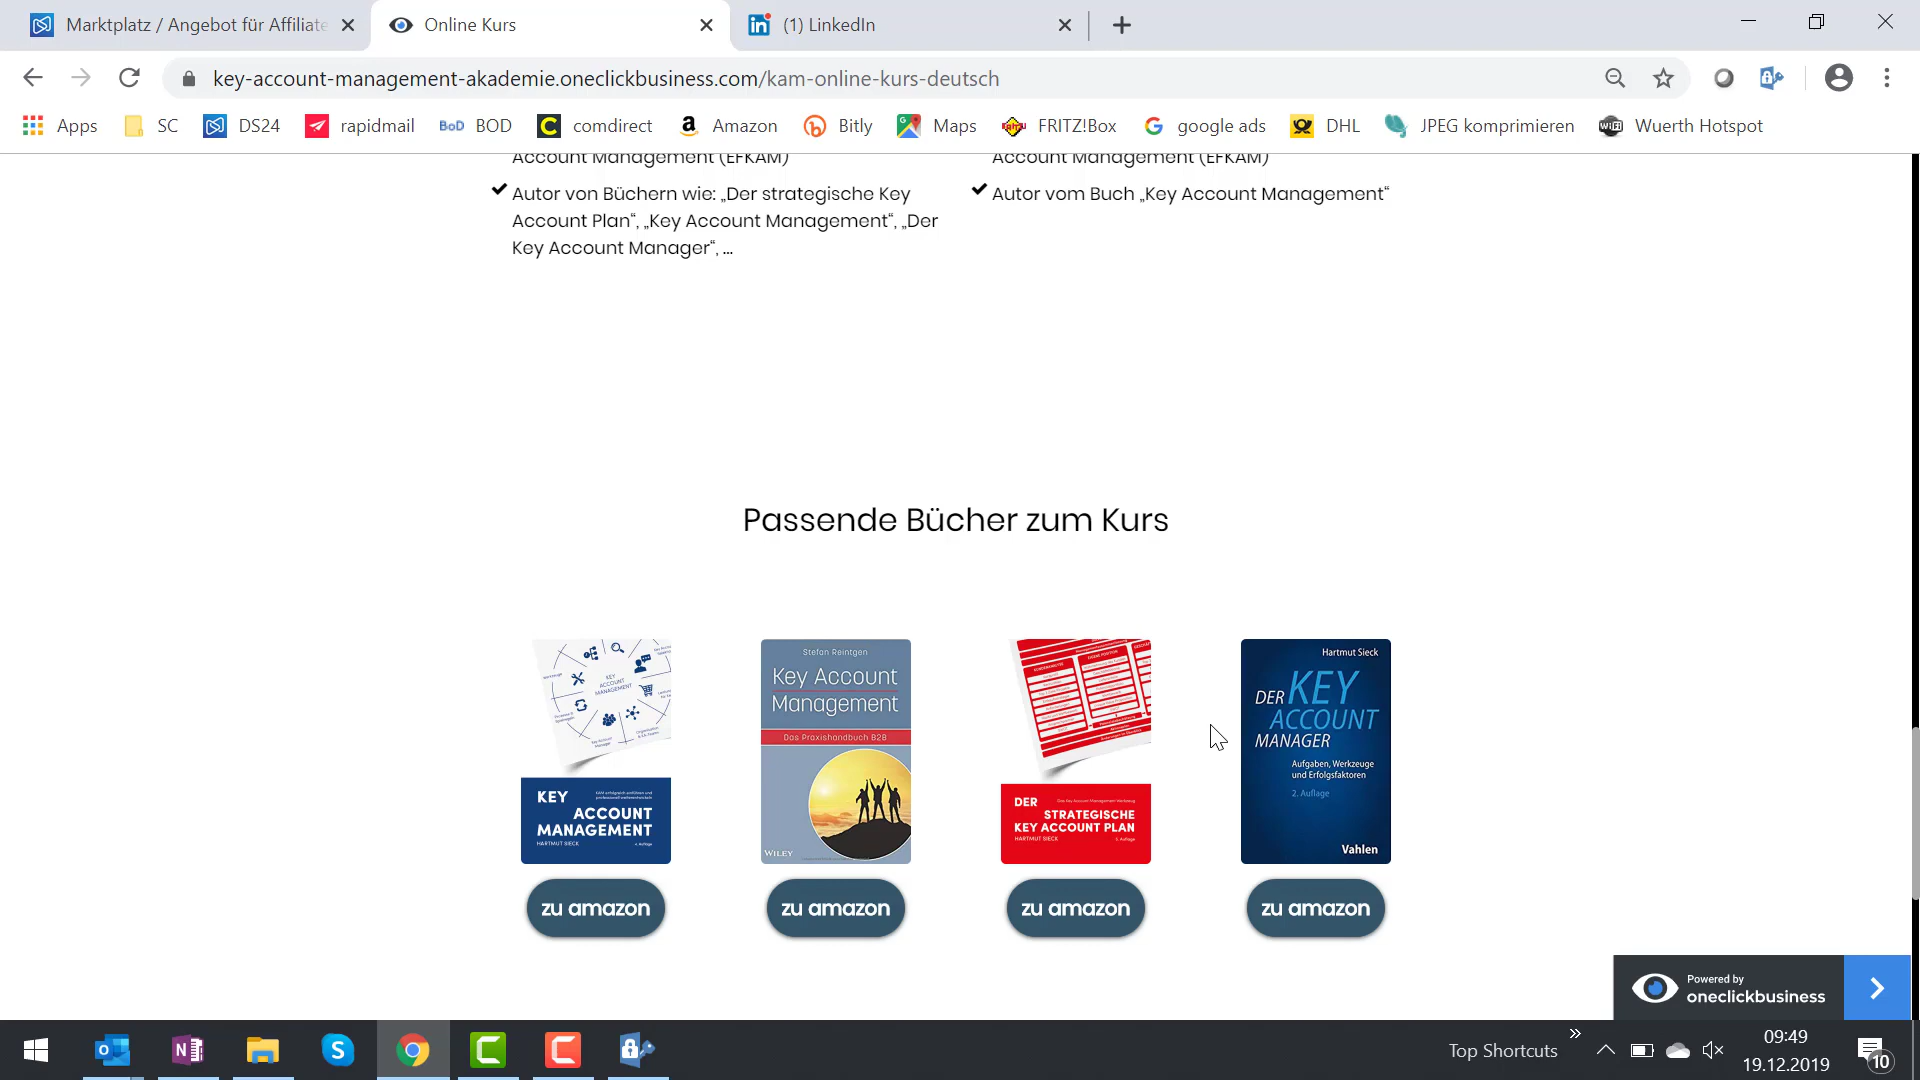 Marktplatz / Angebot für Affiliate
Online Kurs
(1) LinkedIn
key-account-management-akademie.oneclickbusiness.com/kam-online-kurs-deutsch
Apps
SC
DS24
rapidmail
BOD
comdirect
Amazon
Bitly
Maps
FRITZ!Box
google ads
DHL
JPEG komprimieren
Wuerth Hotspot
Account Management (EFKAM)
Autor von Büchern wie: „Der strategische Key
Account Plan“, „Key Account Management“, „Der
Key Account Manager“, ...
Account Management (EFKAM)
Autor vom Buch „Key Account Management“
Passende Bücher zum Kurs
KEY
ACCOUNT
MANAGEMENT
KEY
ACCOUNT
MANAGEMENT
HARTMUT SIECK
4. Auflage
Stefan Reintgen
Key Account
Management
Das Praxishandbuch B2B
WILEY
DER
STRATEGISCHE
KEY ACCOUNT PLAN
HARTMUT SIECK
Hartmut Sieck
DER KEY
ACCOUNT
MANAGER
Aufgaben, Werkzeuge
und Erfolgsfaktoren
2. Auflage
Vahlen
zu amazon
zu amazon
zu amazon
zu amazon
Powered by
oneclickbusiness
Top Shortcuts
09:49
19.12.2019
10